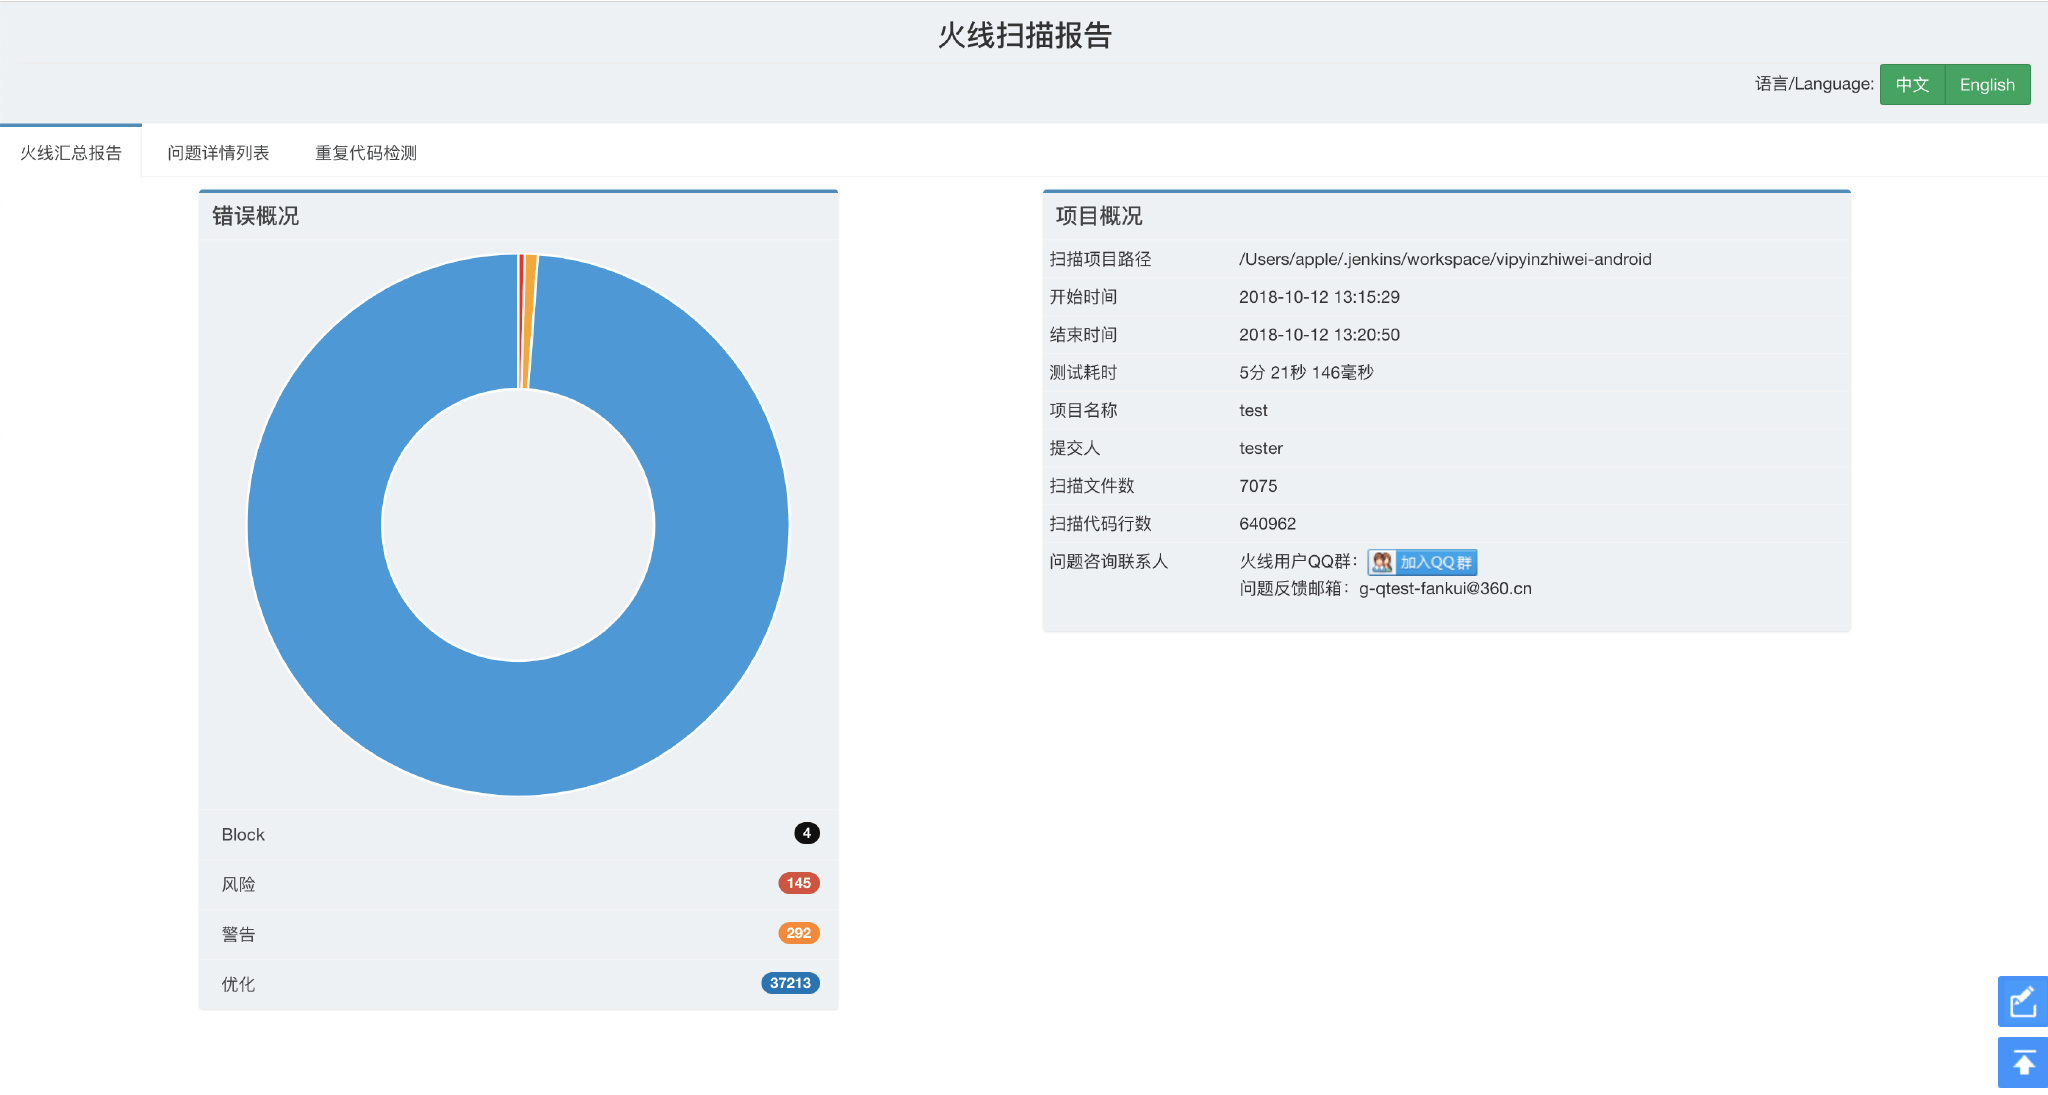 火线扫描报告
语言/Language: 中文 English
火线汇总报告 问题详情列表 重复代码检测
错误概况
Block 4
风险 145
警告 292
优化 37213
项目概况
扫描项目路径 /Users/apple/.jenkins/workspace/vipyinzhiwei-android
开始时间 2018-10-12 13:15:29
结束时间 2018-10-12 13:20:50
测试耗时 5分 21秒 146毫秒
项目名称 test
提交人 tester
扫描文件数 7075
扫描代码行数 640962
问题咨询联系人 火线用户QQ群: 加入QQ群
问题反馈邮箱: g-qtest-fankui@360.cn